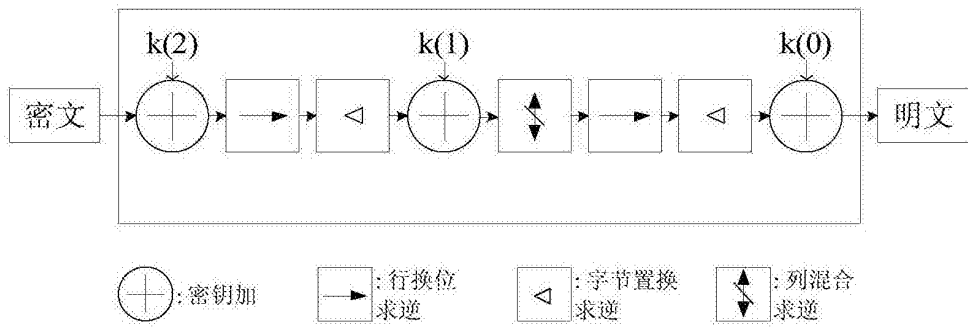 k(2)
k(1)
k(0)
密文
明文
:密钥加
:行换位
求逆
:字节置换
求逆
:列混合
求逆